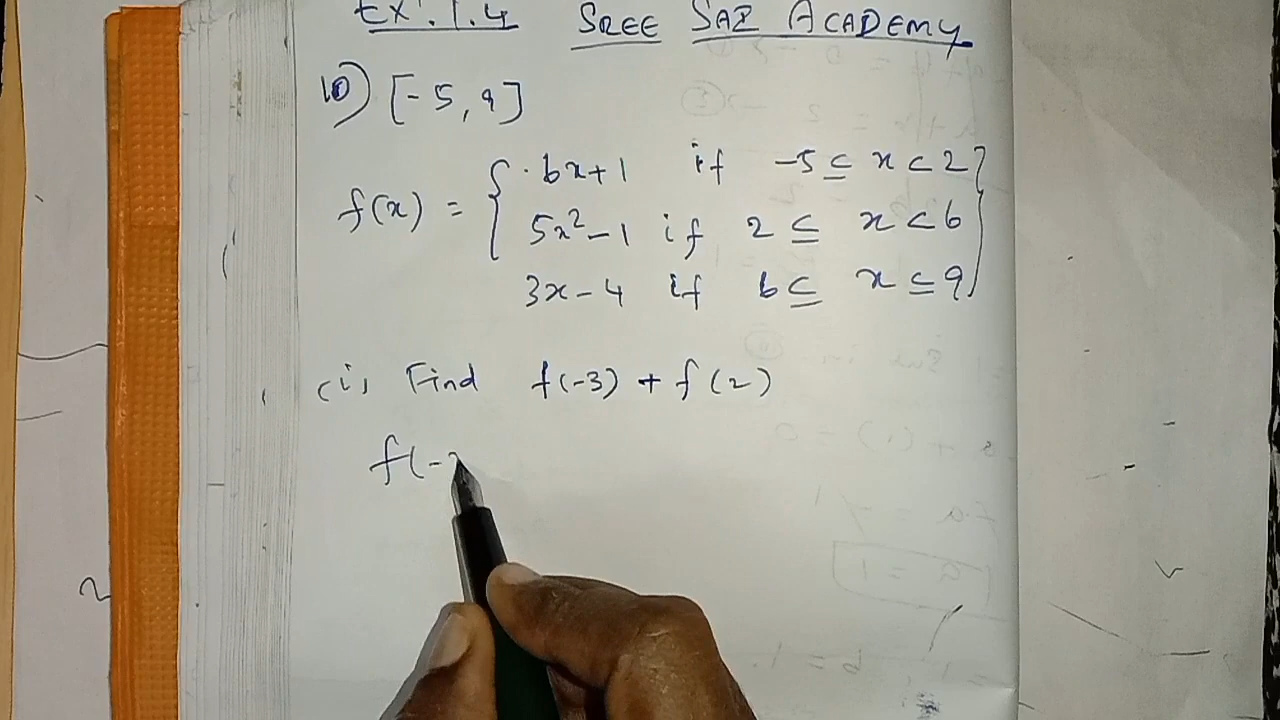 Ex. 1.4 SREE SAI ACADEMY
10) [-5, 9]
f(x) = { 6x+1 if -5 ≤ x < 2
5x²-1 if 2 ≤ x < 6
3x-4 if 6 ≤ x ≤ 9 }
(i) Find f(-3) + f(2)
f(-